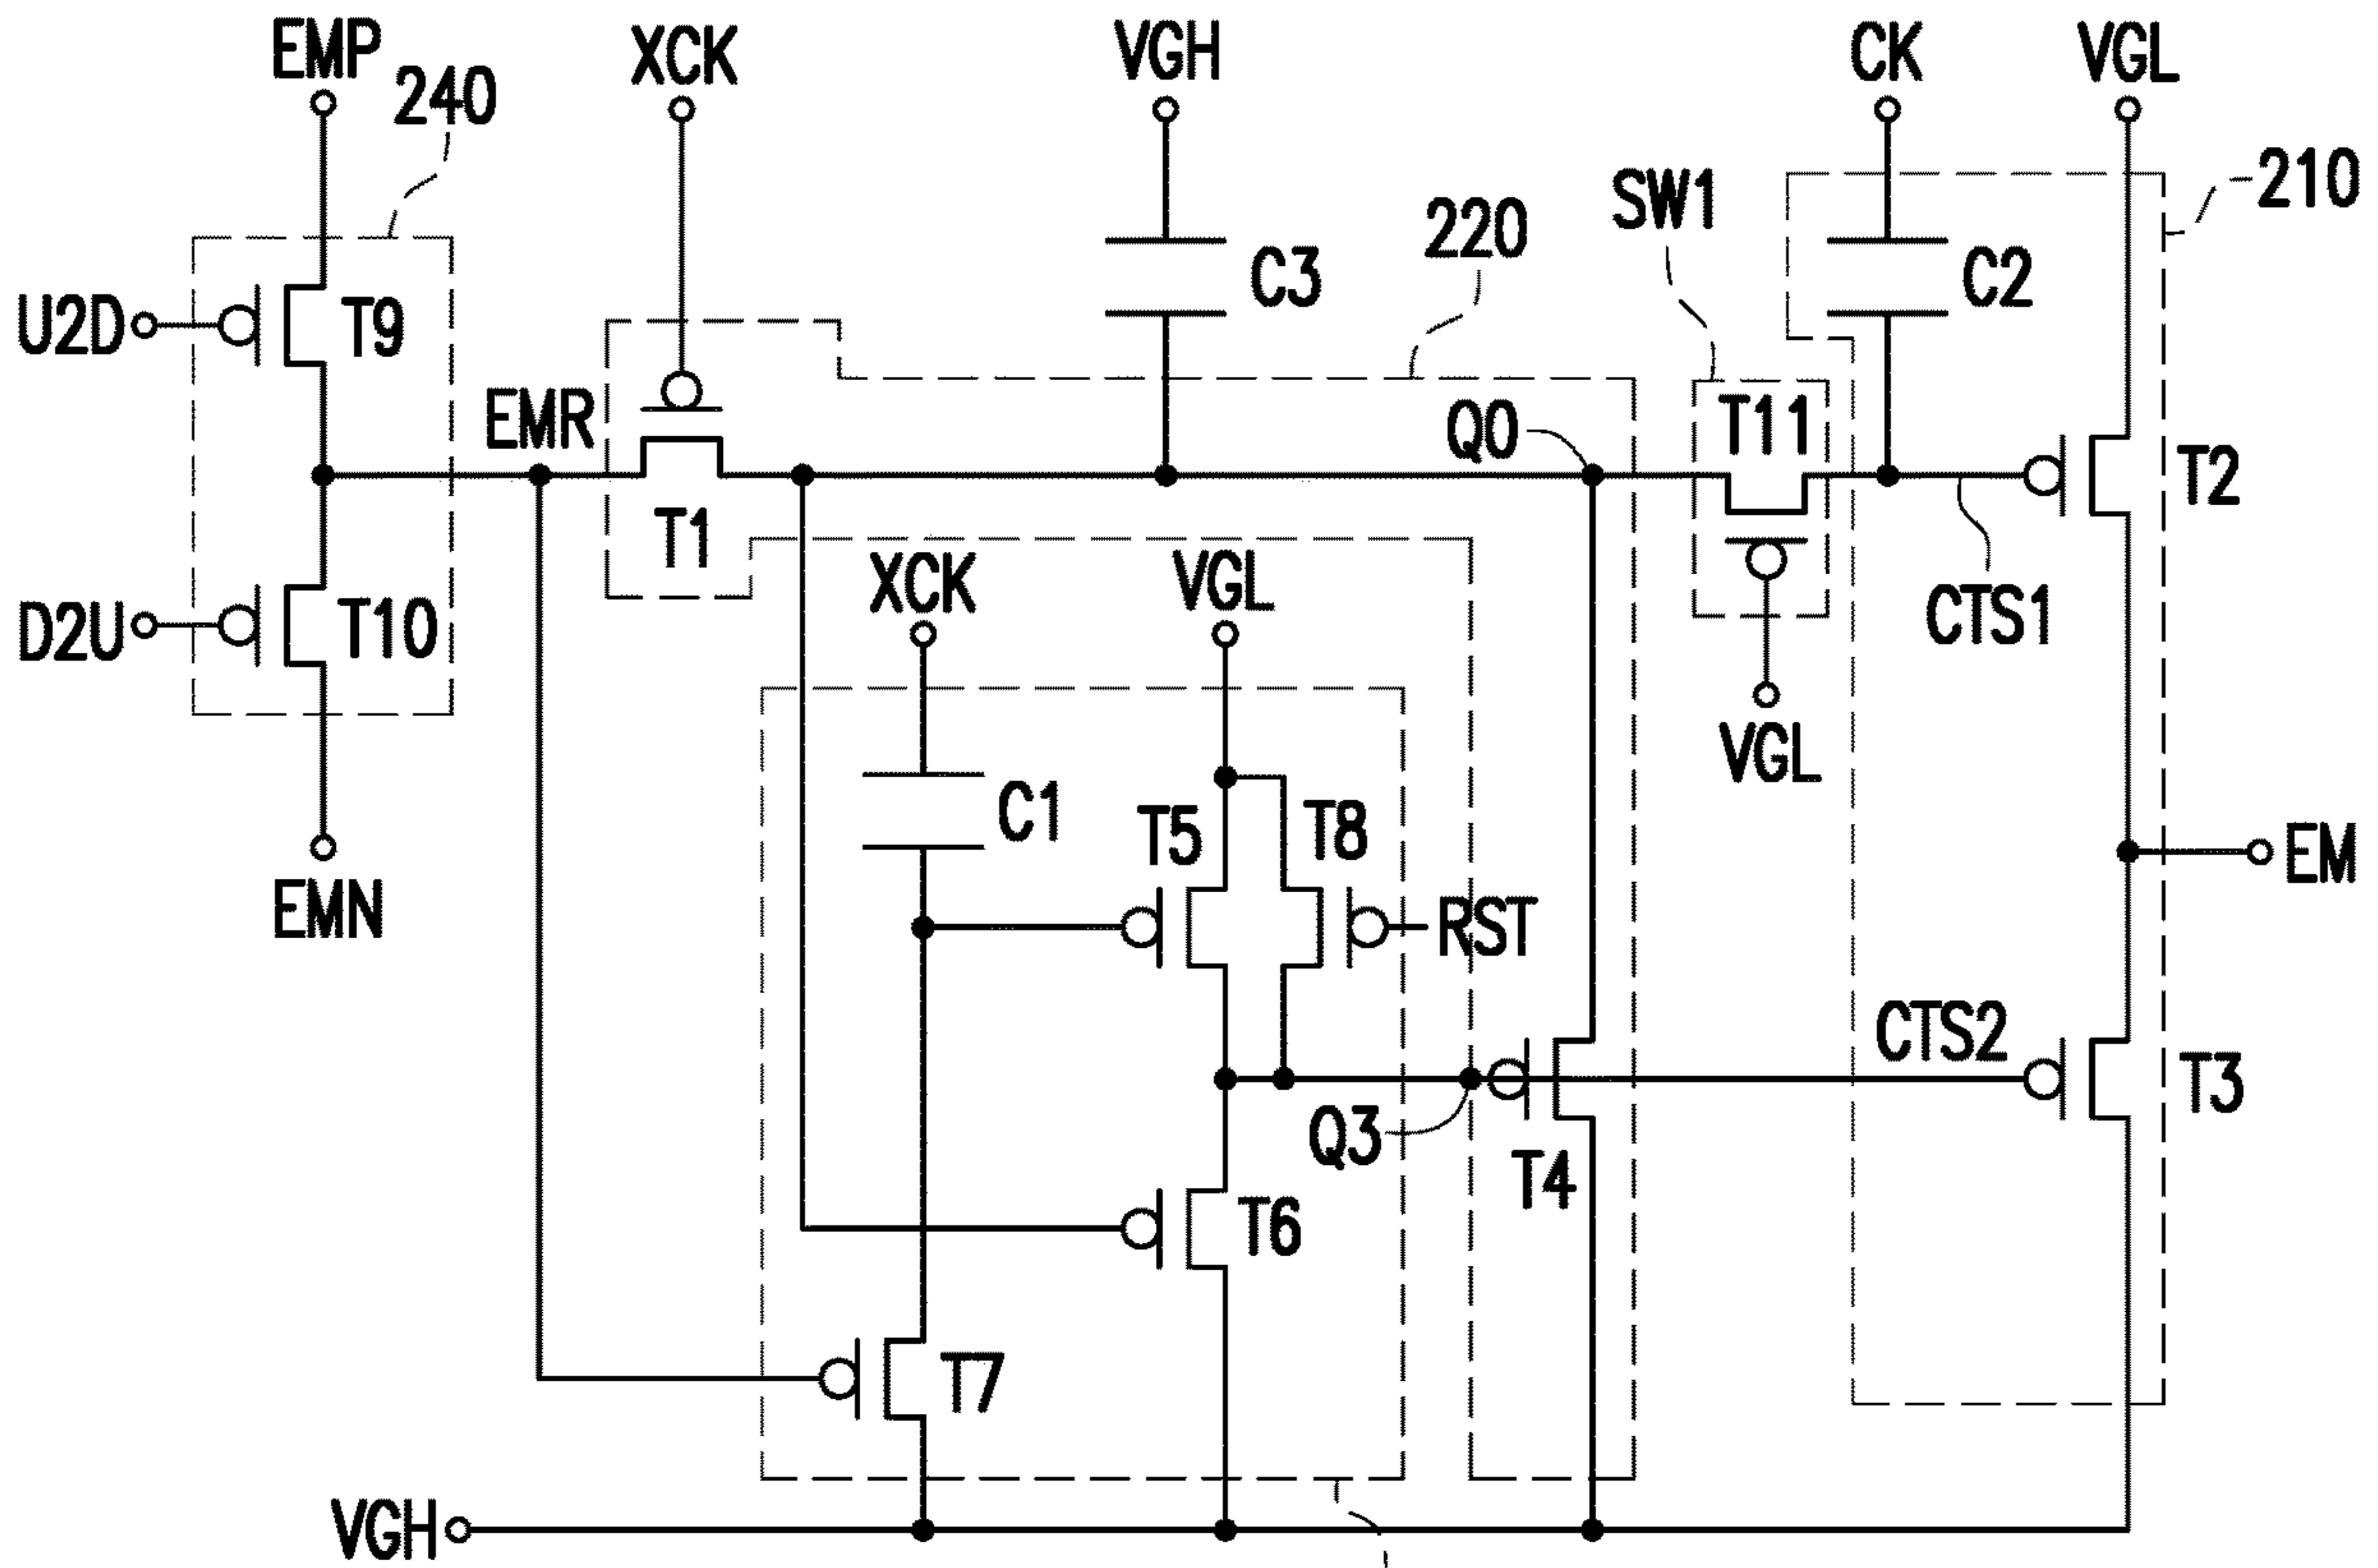 EMP
XCK
VGH
CK
VGL
240
210
SW1
220
C3
C2
U2D
T9
EMR
Q0
T11
T2
T1
XCK
VGL
CTS1
D2U
T10
VGL
C1
T5
T8
EM
EMN
RST
CTS2
Q3
T3
T4
T6
T7
VGH